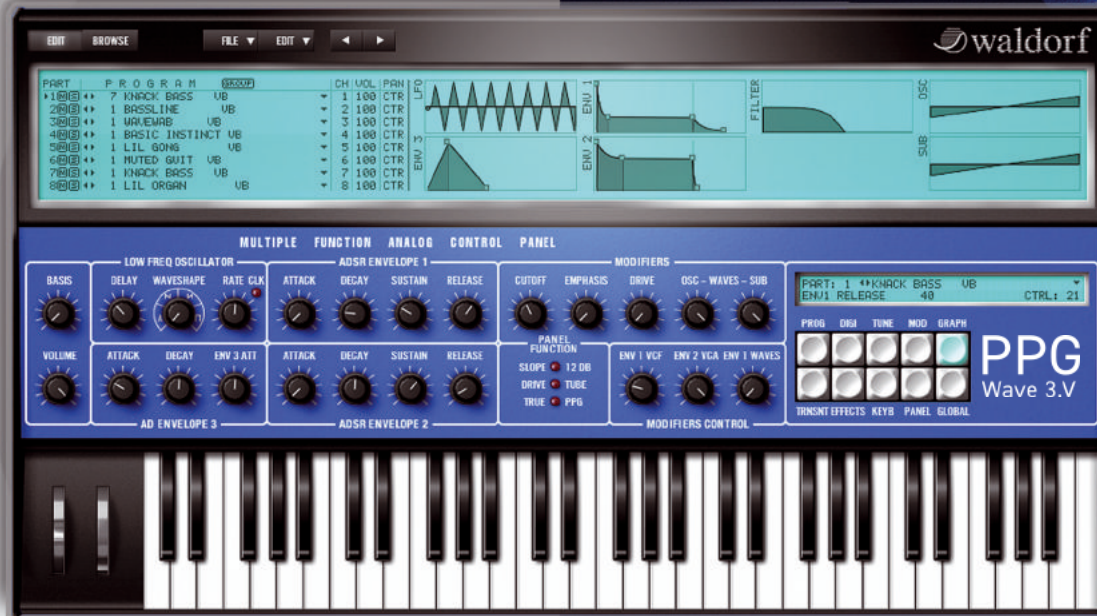 EDIT BROWSE FILE EDIT
waldorf
PART PROGRAM GROUP CH VOL PAN
1 M S 7 KNACK BASS VB 1 100 CTR
2 M S 1 BASSLINE VB 2 100 CTR
3 M S 1 WAVEWAB VB 3 100 CTR
4 M S 1 BASIC INSTINCT VB 4 100 CTR
5 M S 1 LIL GONG VB 5 100 CTR
6 M S 1 MUTED GUIT VB 6 100 CTR
7 M S 1 KNACK BASS VB 7 100 CTR
8 M S 1 LIL ORGAN VB 8 100 CTR
LFO ENV 1 FILTER OSC
ENV 3 ENV 2 SUB
MULTIPLE FUNCTION ANALOG CONTROL PANEL
LOW FREQ OSCILLATOR ADSR ENVELOPE 1 MODIFIERS
BASIS DELAY WAVESHAPE RATE CLK ATTACK DECAY SUSTAIN RELEASE CUTOFF EMPHASIS DRIVE OSC - WAVES - SUB
PART: 1 KNACK BASS VB
ENV1 RELEASE 40 CTRL: 21
PROG DIGI TUNE MOD GRAPH
VOLUME ATTACK DECAY ENV 3 ATT ATTACK DECAY SUSTAIN RELEASE
PANEL
FUNCTION
SLOPE 12 DB
DRIVE TUBE
TRUE PPG
ENV 1 VCF ENV 2 VCA ENV 1 WAVES
PPG
Wave 3.V
TRNSNT EFFECTS KEYB PANEL GLOBAL
AD ENVELOPE 3 ADSR ENVELOPE 2 MODIFIERS CONTROL